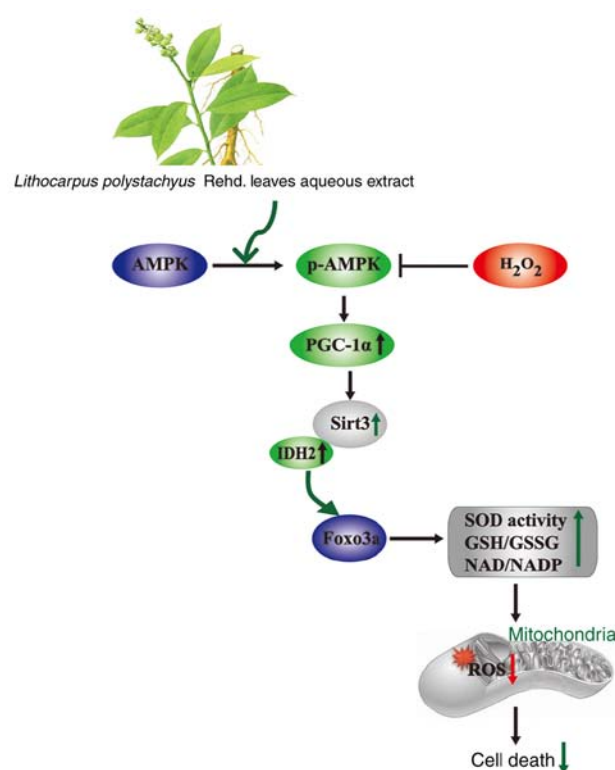 Lithocarpus polystachyus Rehd. leaves aqueous extract
AMPK
p-AMPK
H₂O₂
PGC-1α
Sirt3
IDH2
Foxo3a
SOD activity
GSH/GSSG
NAD/NADP
Mitochondria
ROS
Cell death